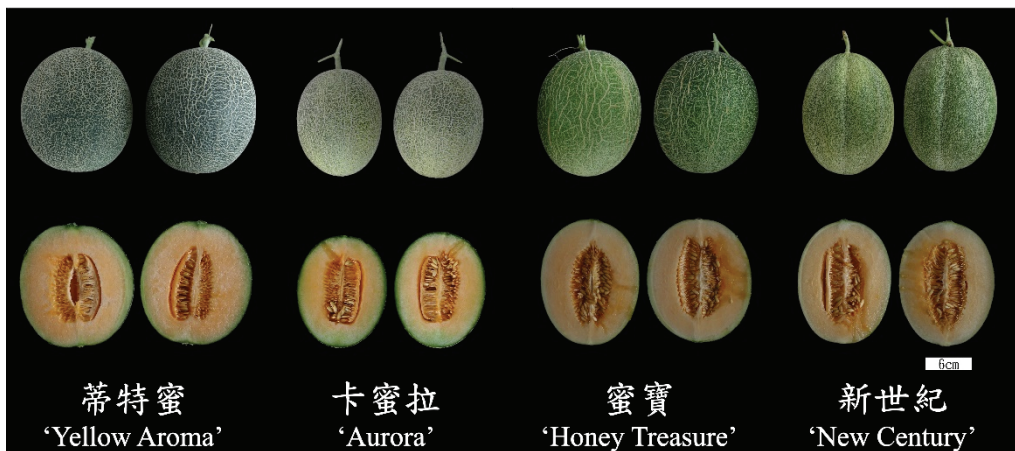 6cm
蒂特蜜
‘Yellow Aroma’
卡蜜拉
‘Aurora’
蜜寶
‘Honey Treasure’
新世紀
‘New Century’